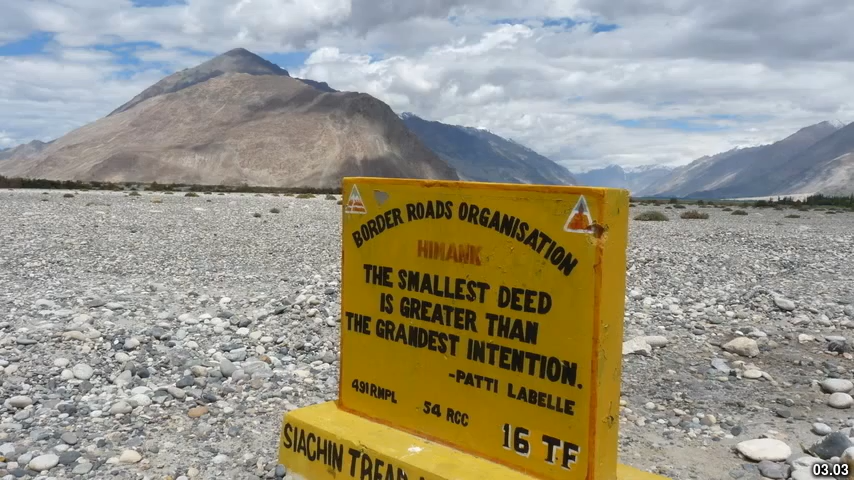 BORDER ROADS ORGANISATION
HIMANK
THE SMALLEST DEED
IS GREATER THAN
THE GRANDEST INTENTION.
-PATTI LABELLE
491RMPL
54 RCC
16 TF
SIACHIN
03.03